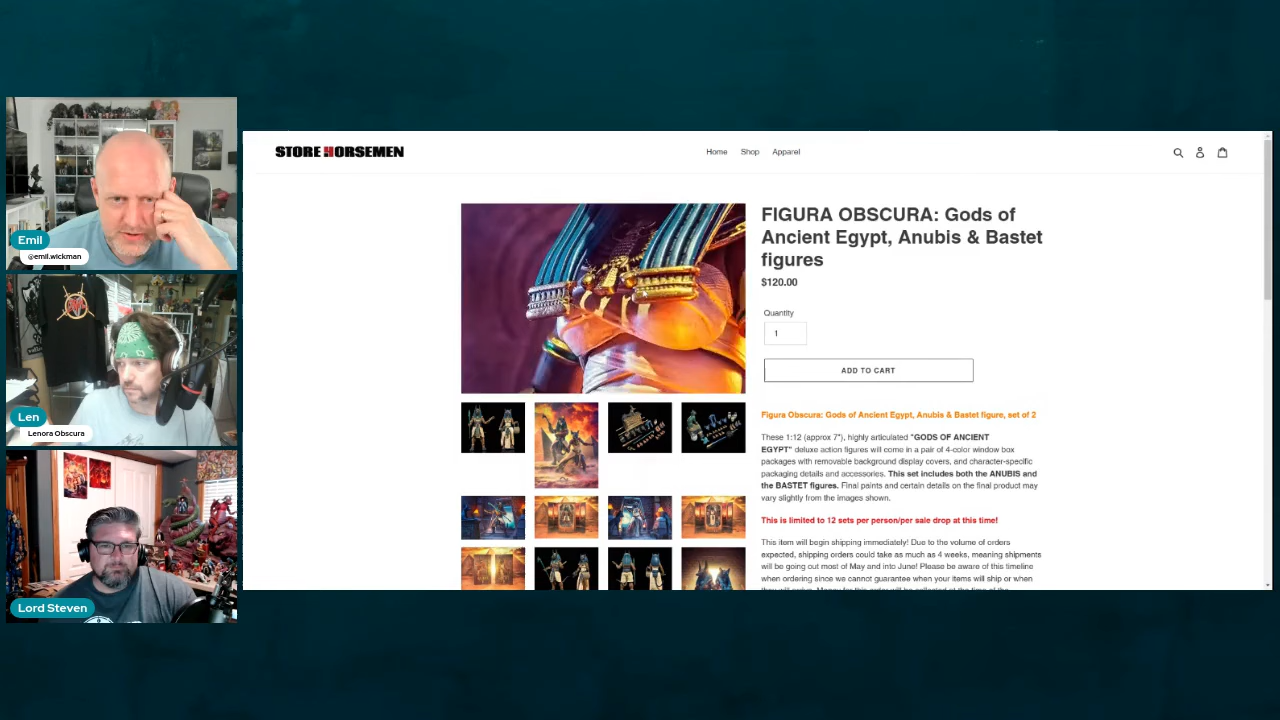 Emil
@emil.wickman
Len
Lenora Obscura
Lord Steven
STORE HORSEMEN
Home Shop Apparel
FIGURA OBSCURA: Gods of
Ancient Egypt, Anubis & Bastet
figures
$120.00
Quantity
1
ADD TO CART
Figura Obscura: Gods of Ancient Egypt, Anubis & Bastet figure, set of 2
These 1:12 (approx 7"), highly articulated "GODS OF ANCIENT
EGYPT" deluxe action figures will come in a pair of 4-color window box
packages with removable background display covers, and character-specific
packaging details and accessories. This set includes both the ANUBIS and
the BASTET figures. Final paints and certain details on the final product may
vary slightly from the images shown.
This is limited to 12 sets per person/per sale drop at this time!
This item will begin shipping immediately! Due to the volume of orders
expected, shipping orders could take as much as 4 weeks, meaning shipments
will be going out most of May and into June! Please be aware of this timeline
when ordering since we cannot guarantee when your items will ship or when